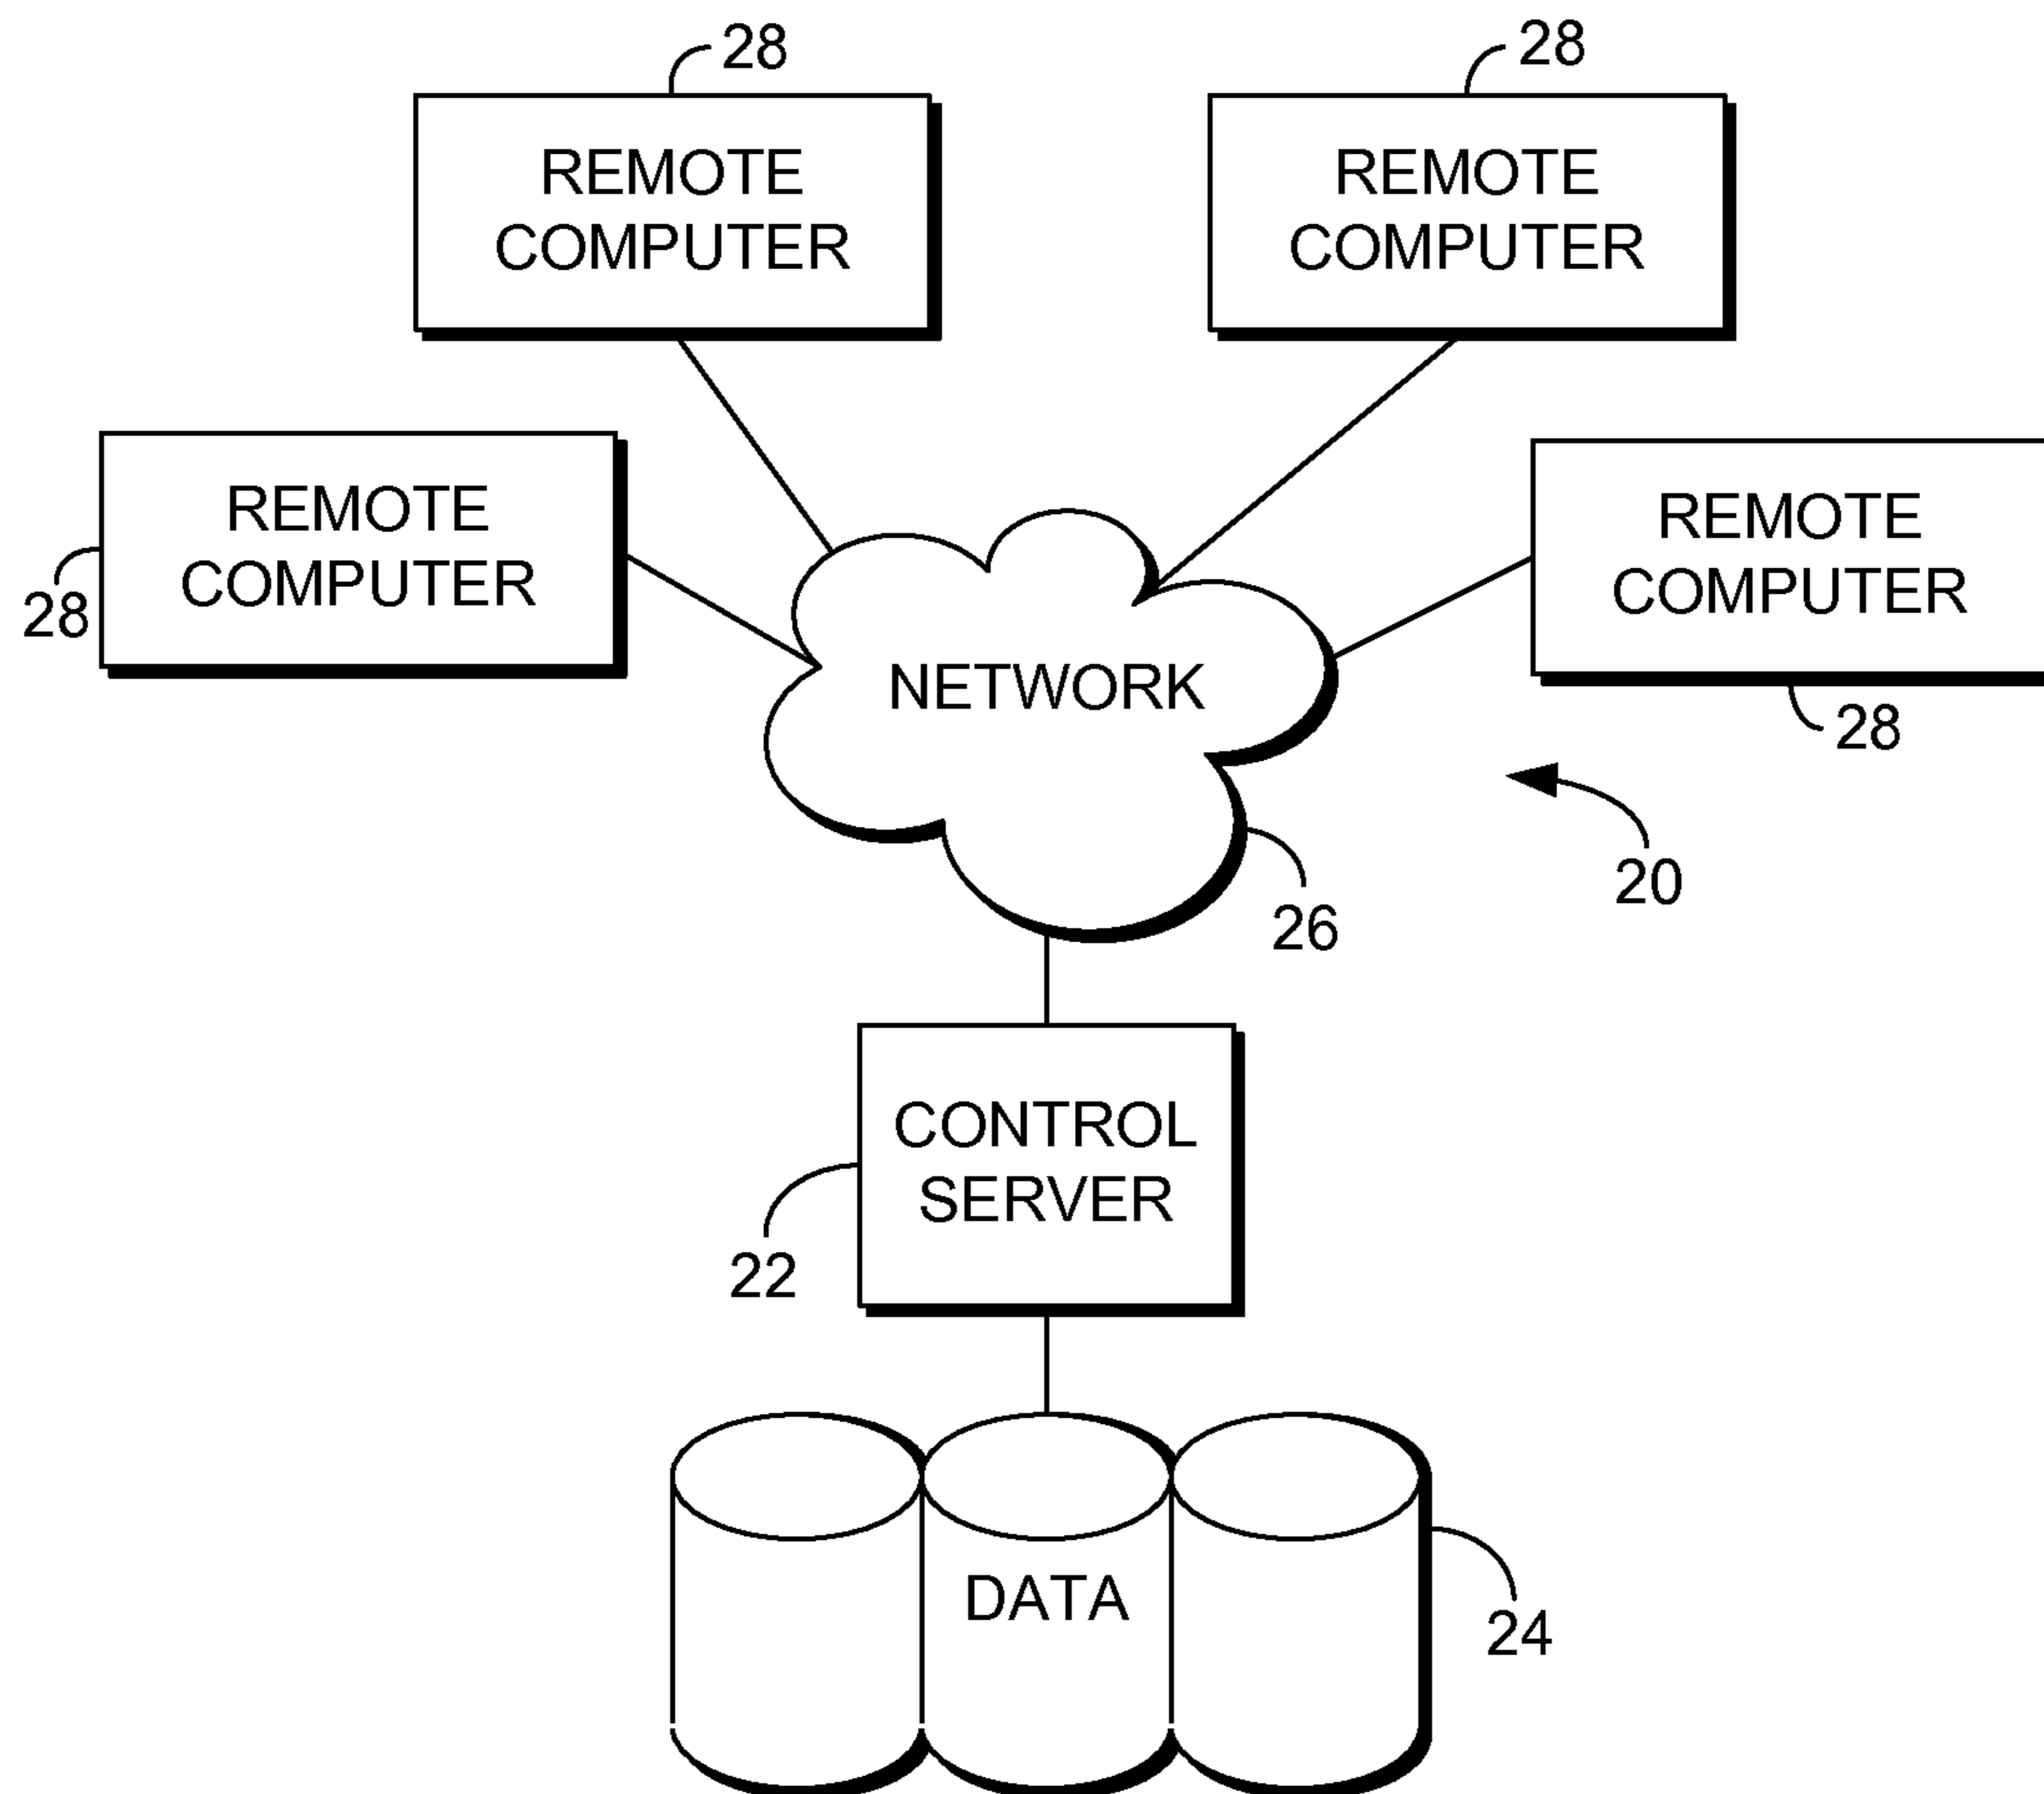 28
28
REMOTE
COMPUTER
REMOTE
COMPUTER
REMOTE
COMPUTER
28
REMOTE
COMPUTER
28
NETWORK
20
26
CONTROL
SERVER
22
DATA
24